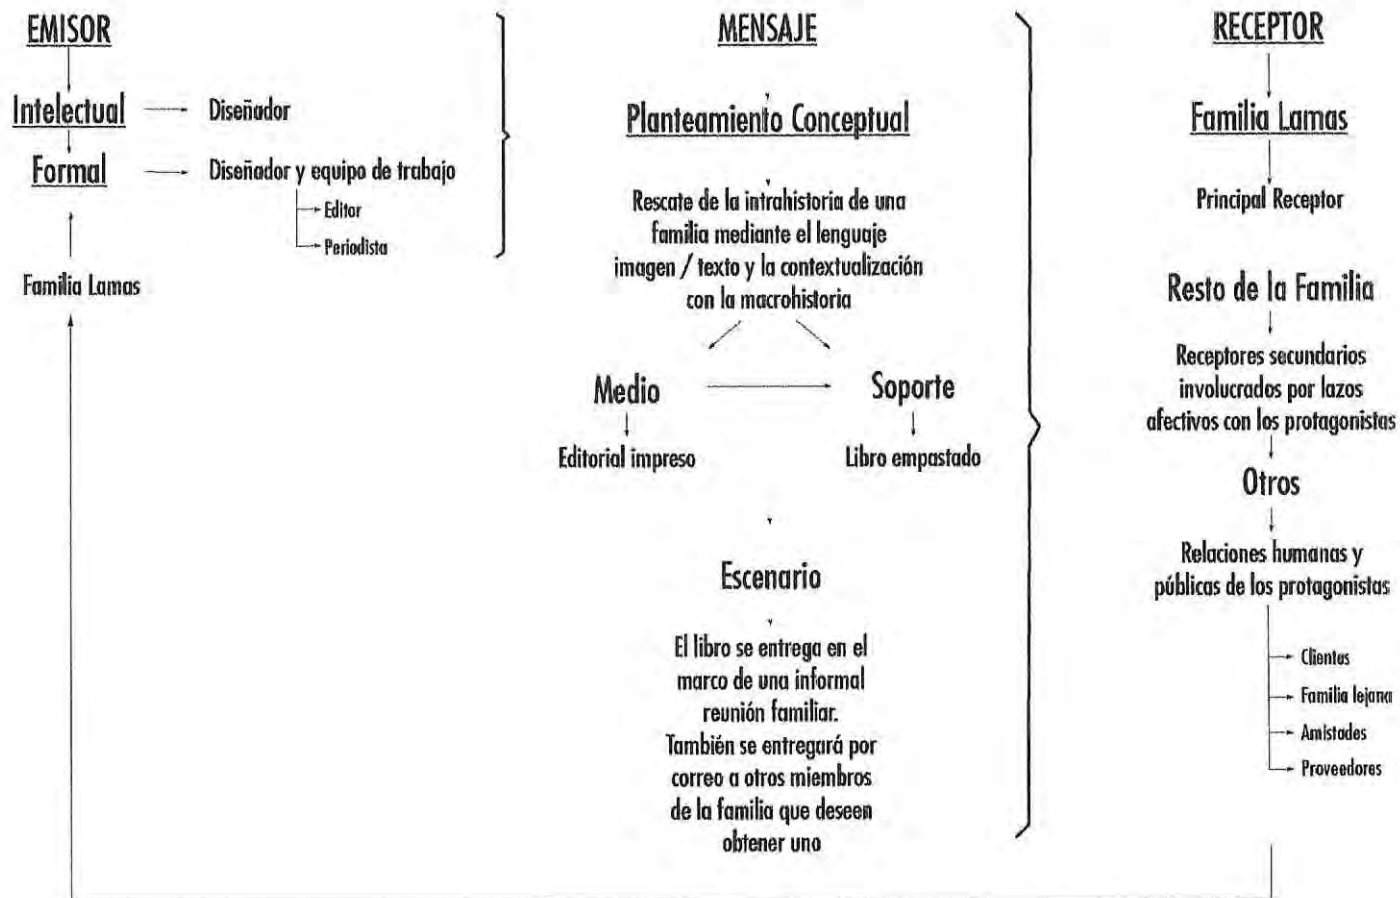 EMISOR
Intelectual
Diseñador
Formal
Diseñador y equipo de trabajo
Editor
Periodista
Familia Lamas
MENSAJE
Planteamiento Conceptual
Rescate de la intrahistoria de una
familia mediante el lenguaje
imagen / texto y la contextualización
con la macrohistoria
Medio
Soporte
Editorial impreso
Libro empastado
Escenario
El libro se entrega en el
marco de una informal
reunión familiar.
También se entregará por
correo a otros miembros
de la familia que deseen
obtener uno
RECEPTOR
Familia Lamas
Principal Receptor
Resto de la Familia
Receptores secundarios
involucrados por lazos
afectivos con los protagonistas
Otros
Relaciones humanas y
públicas de los protagonistas
Clientes
Familia lejana
Amistades
Proveedores